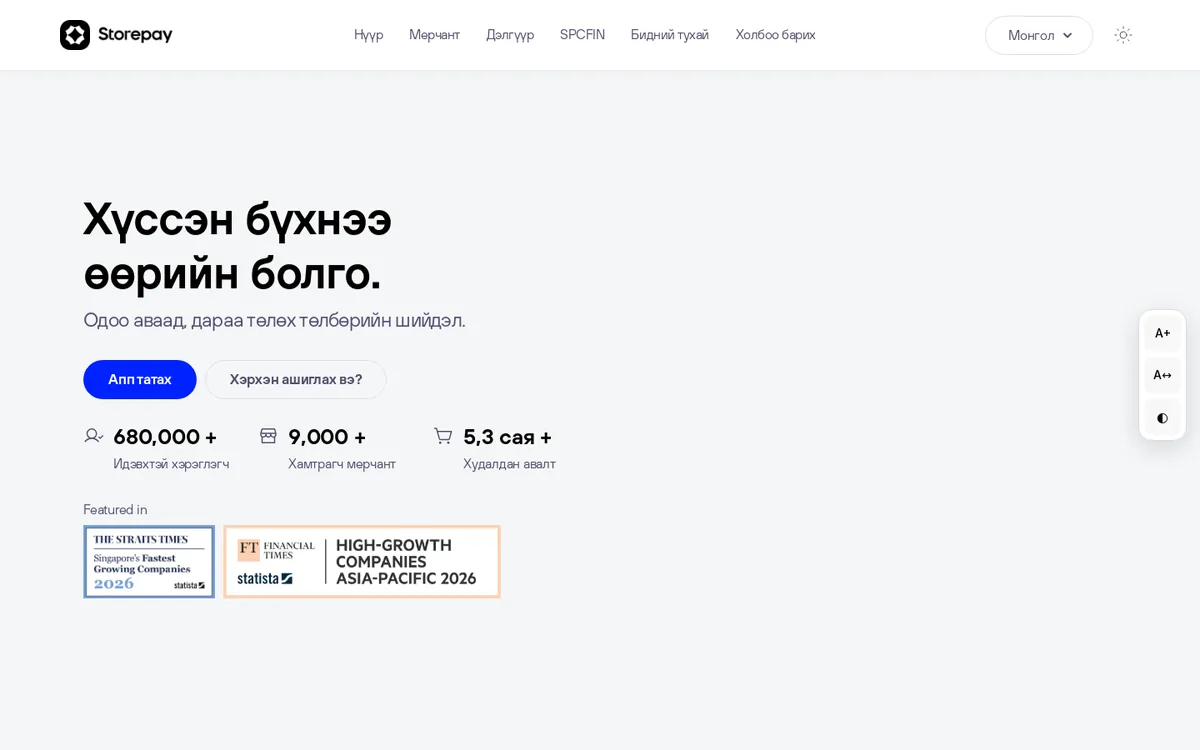 Storepay
Нүүр
Мерчант
Дэлгүүр
SPCFIN
Бидний тухай
Холбоо барих
Монгол
Хүссэн бүхнээ
өөрийн болго.
Одоо аваад, дараа төлөх төлбөрийн шийдэл.
Апп татах
Хэрхэн ашиглах вэ?
680,000 +
Идэвхтэй хэрэглэгч
9,000 +
Хамтрагч мерчант
5,3 сая +
Худалдан авалт
Featured in
THE STRAITS TIMES
Singapore's Fastest
Growing Companies
2026
statista
FT FINANCIAL
TIMES
statista
HIGH-GROWTH
COMPANIES
ASIA-PACIFIC 2026
A+
A↔